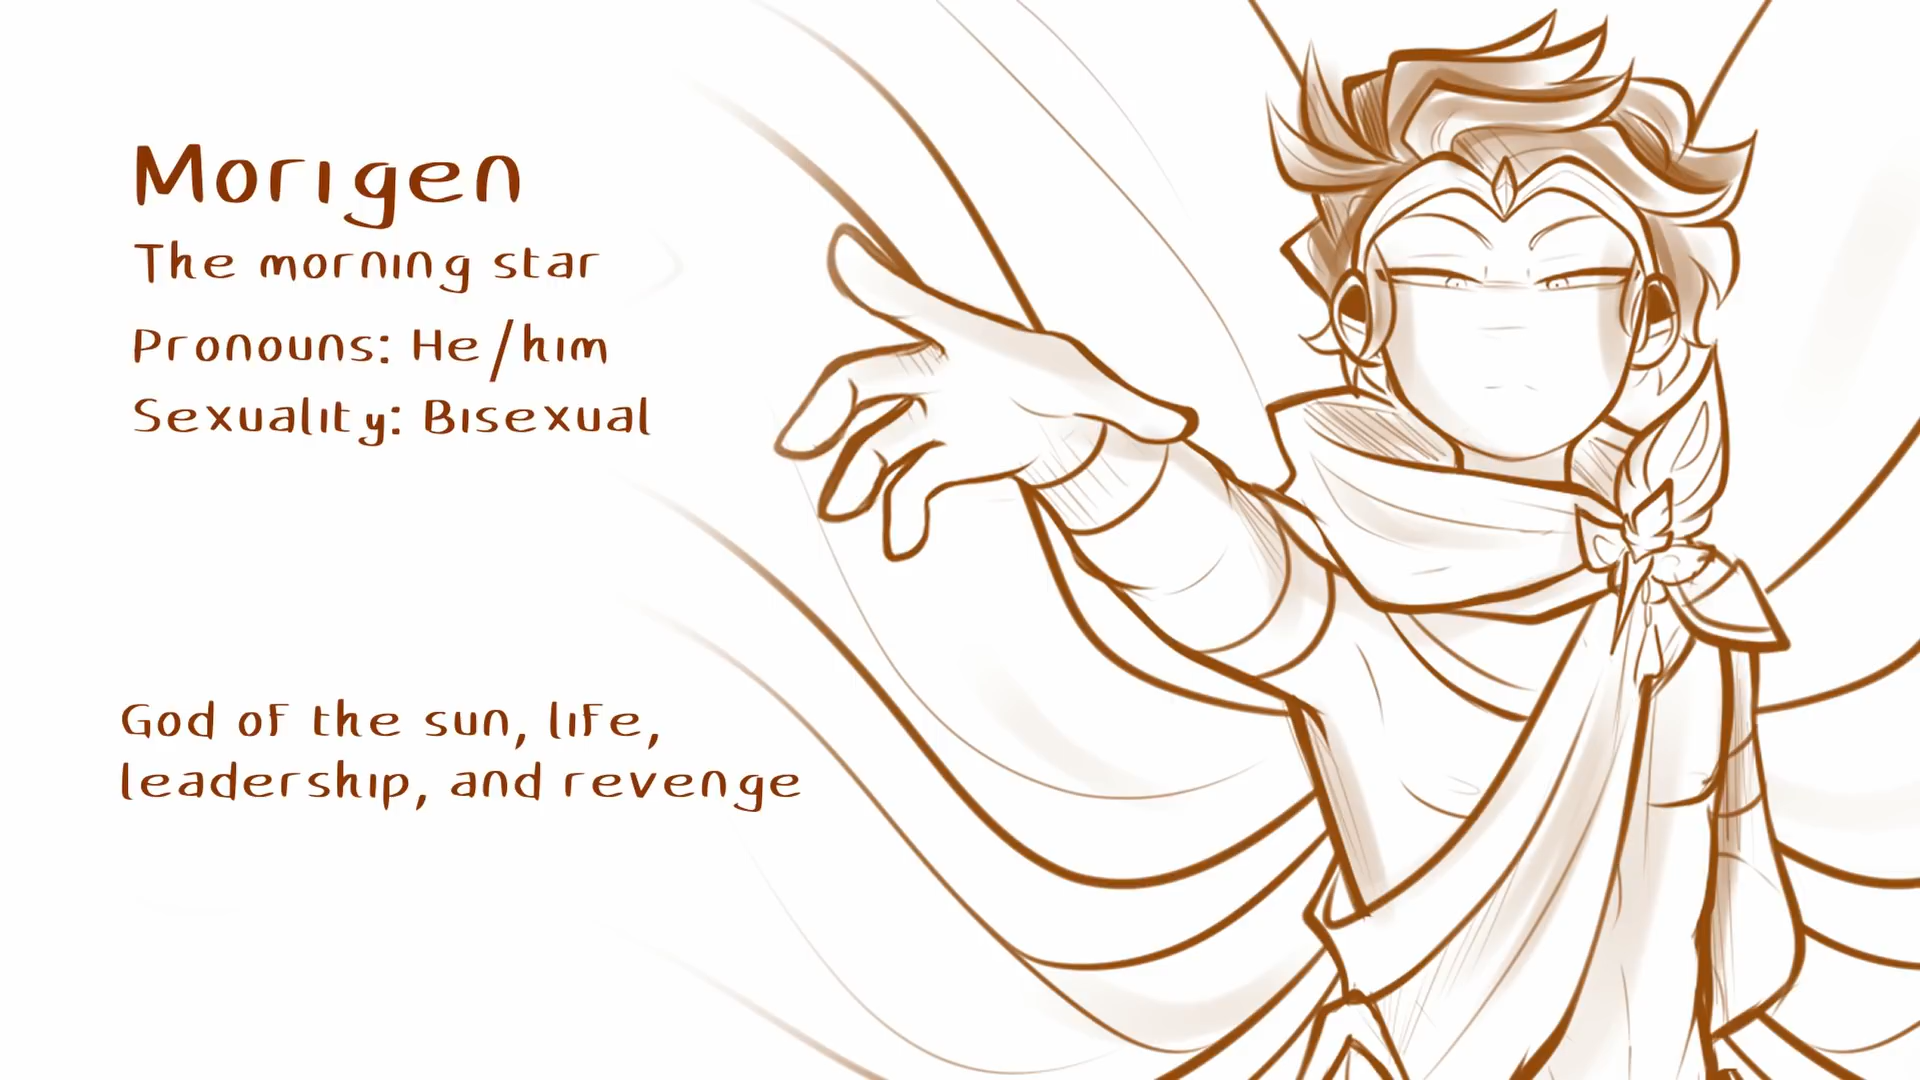 Morigen
The morning star
Pronouns: He/him
Sexuality: Bisexual
God of the sun, life,
leadership, and revenge